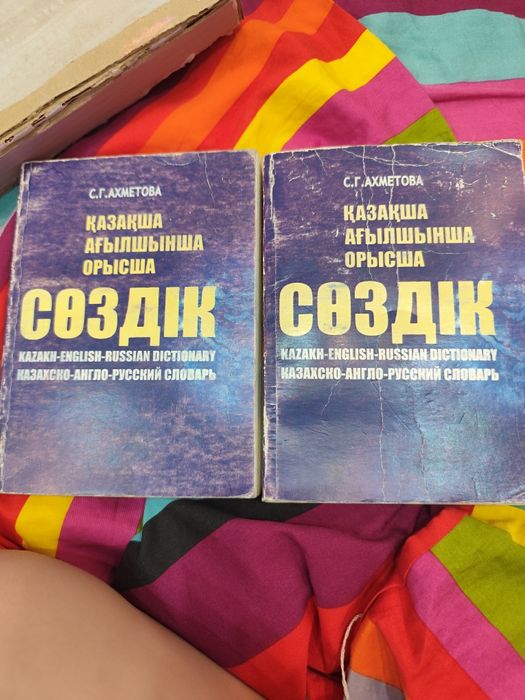 С.Г.АХМЕТОВА
ҚАЗАҚША
АҒЫЛШЫНША
ОРЫСША
СӨЗДІК
KAZAKH-ENGLISH-RUSSIAN DICTIONARY
КАЗАХСКО-АНГЛО-РУССКИЙ СЛОВАРЬ
С.Г.АХМЕТОВА
ҚАЗАҚША
АҒЫЛШЫНША
ОРЫСША
СӨЗДІК
KAZAKH-ENGLISH-RUSSIAN DICTIONARY
КАЗАХСКО-АНГЛО-РУССКИЙ СЛОВАРЬ